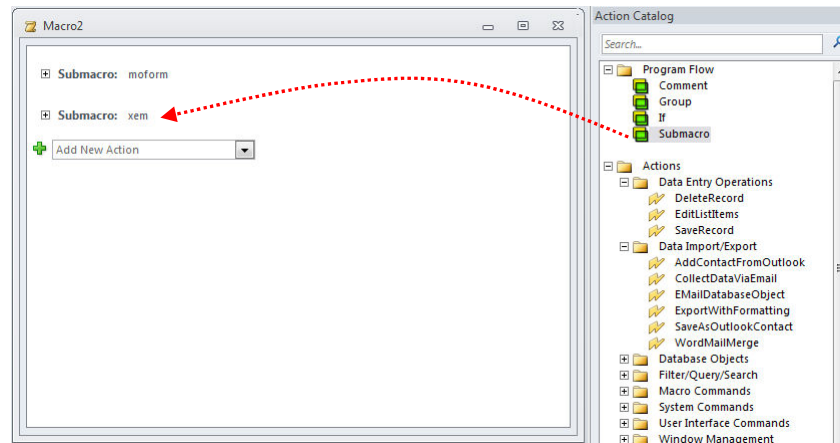 Macro2
Submacro: moform
Submacro: xem
Add New Action
Action Catalog
Search...
Program Flow
Comment
Group
If
Submacro
Actions
Data Entry Operations
DeleteRecord
EditListItems
SaveRecord
Data Import/Export
AddContactFromOutlook
CollectDataViaEmail
EMailDatabaseObject
ExportWithFormatting
SaveAsOutlookContact
WordMailMerge
Database Objects
Filter/Query/Search
Macro Commands
System Commands
User Interface Commands
Window Management